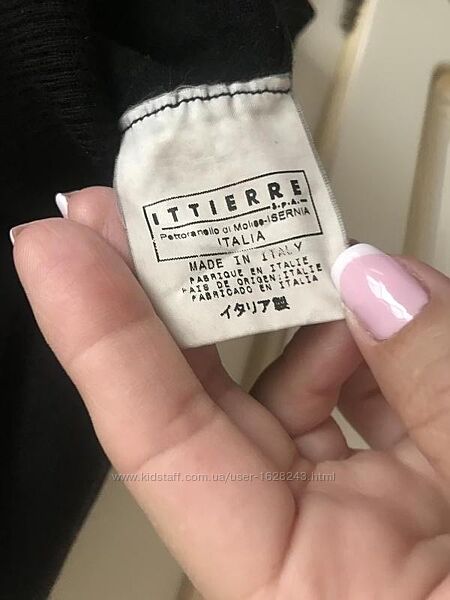 ITTIERRE
S.P.A.
Pettoranello di Molise-ISERNIA
ITALIA
MADE IN ITALY
FABRIQUE EN ITALIE
PAIS DE ORIGEN:ITALIE
FABRICADO EN ITALIA
イタリア製
www.kidstaff.com.ua/user-1628243.html